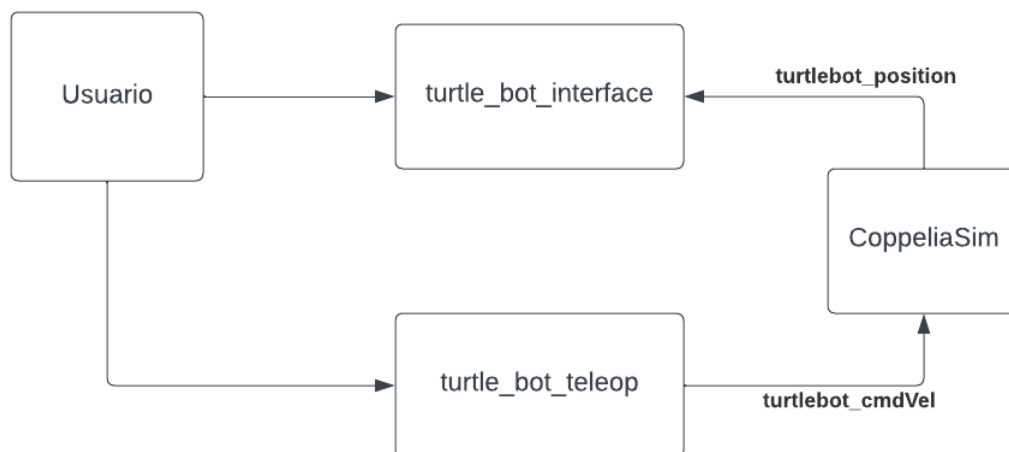 Usuario
turtle_bot_interface
turtlebot_position
CoppeliaSim
turtle_bot_teleop
turtlebot_cmdVel